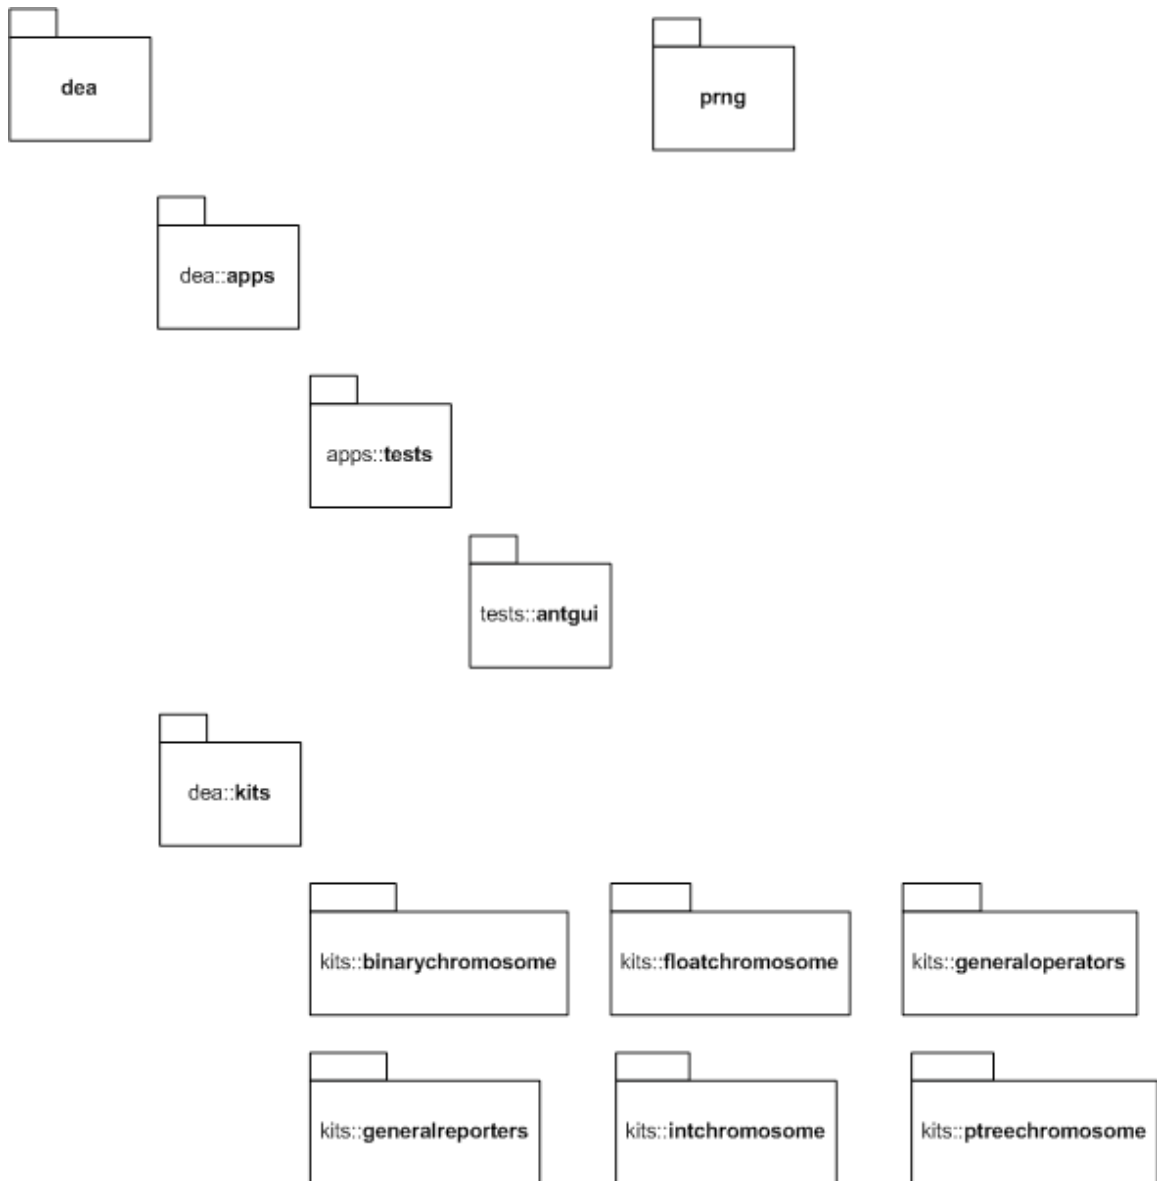 dea
prng
dea::apps
apps::tests
tests::antgui
dea::kits
kits::binarychromosome
kits::floatchromosome
kits::generaloperators
kits::generalreporters
kits::intchromosome
kits::ptreechromosome